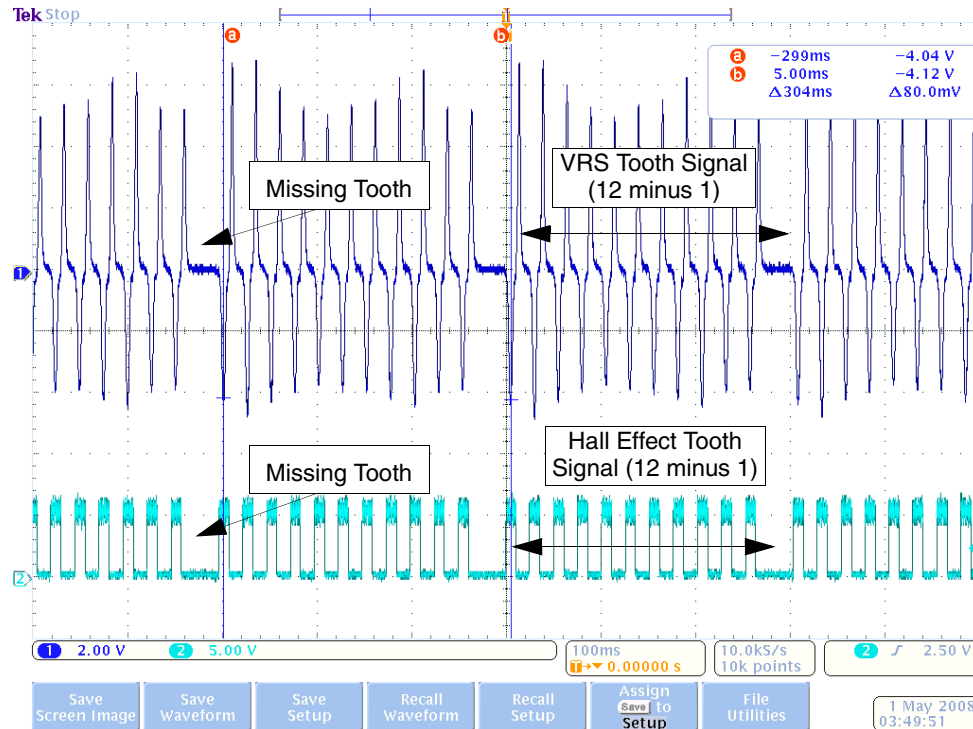 Tek Stop
a
b
T
a −299ms −4.04 V
b 5.00ms −4.12 V
Δ304ms Δ80.0mV
VRS Tooth Signal
(12 minus 1)
Missing Tooth
1
Hall Effect Tooth
Signal (12 minus 1)
Missing Tooth
2
1 2.00 V 2 5.00 V
100ms
T→▼ 0.00000 s
10.0kS/s
10k points
2 ∫ 2.50 V
Save
Screen Image
Save
Waveform
Save
Setup
Recall
Waveform
Recall
Setup
Assign
Save to
Setup
File
Utilities
1 May 2008
03:49:51